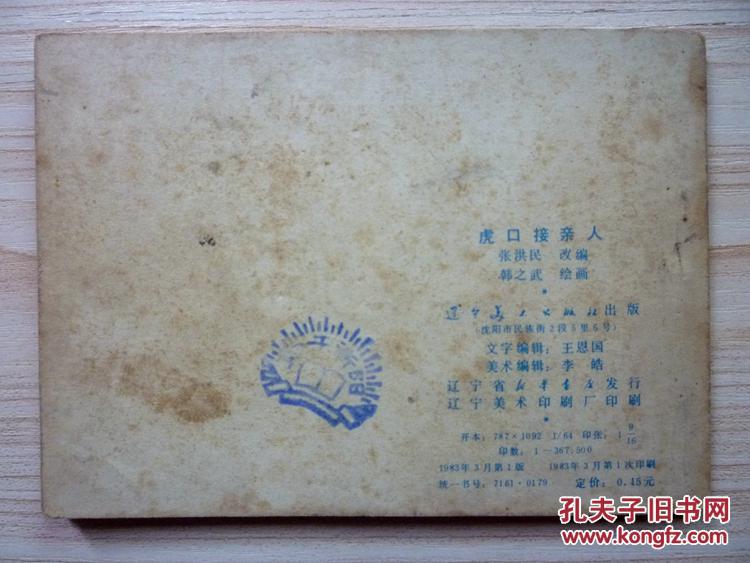 虎口接亲人
张洪民 改编
韩之武 绘画
辽宁美术出版社出版
(沈阳市民族街2段5里6号)
文字编辑：王恩国
美术编辑：李皓
辽宁省新华书店发行
辽宁美术印刷厂印刷
开本：787×1092 1/64 印张：1 9/16
印数：1—367,500
1983年3月第1版 1983年3月第1次印刷
统一书号：7161·0179 定价：0.15元
孔夫子旧书网
www.kongfz.com